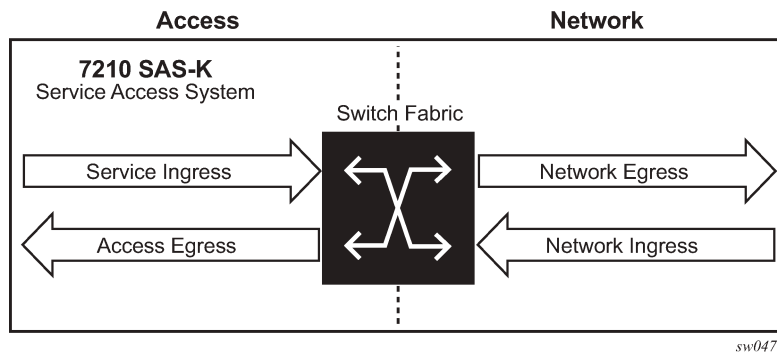 Access
Network
7210 SAS-K
Service Access System
Switch Fabric
Service Ingress
Network Egress
Access Egress
Network Ingress
sw047